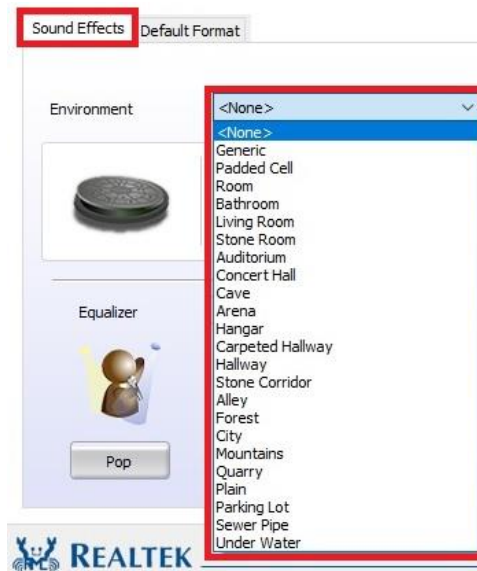 Sound Effects
Default Format
Environment
<None>
<None>
Generic
Padded Cell
Room
Bathroom
Living Room
Stone Room
Auditorium
Concert Hall
Cave
Arena
Hangar
Carpeted Hallway
Hallway
Stone Corridor
Alley
Forest
City
Mountains
Quarry
Plain
Parking Lot
Sewer Pipe
Under Water
Equalizer
Pop
REALTEK